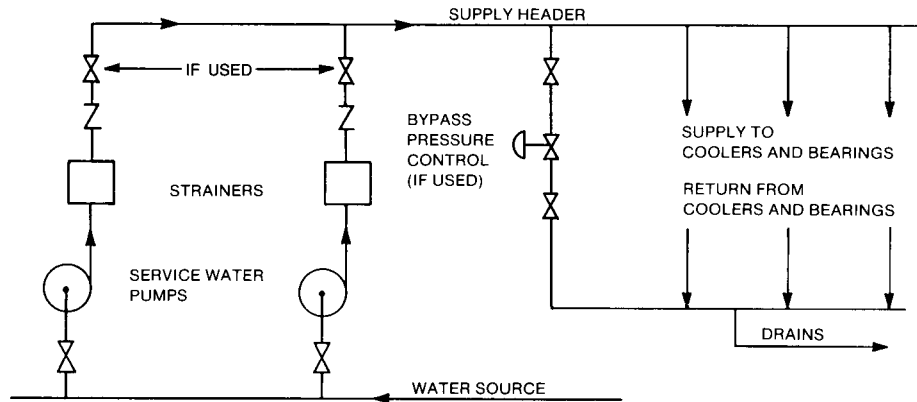 SUPPLY HEADER
IF USED
BYPASS
PRESSURE
CONTROL
(IF USED)
SUPPLY TO
COOLERS AND BEARINGS
STRAINERS
RETURN FROM
COOLERS AND BEARINGS
SERVICE WATER
PUMPS
DRAINS
WATER SOURCE